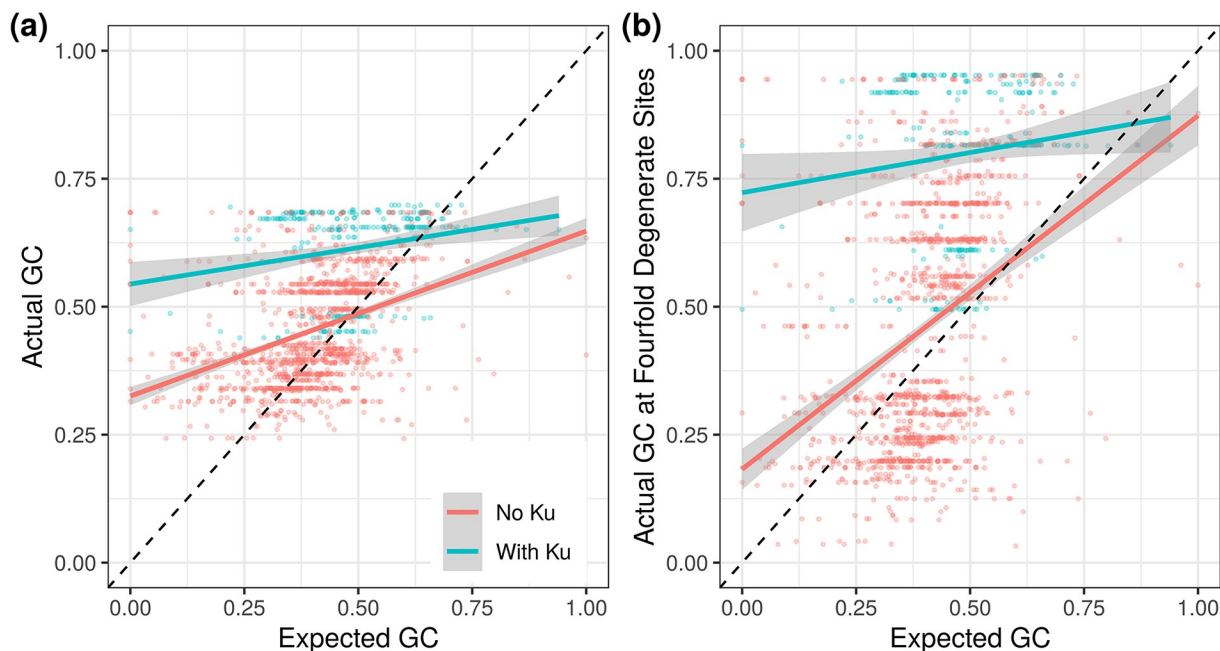 (a)
1.00
0.75
0.50
0.25
0.00
Actual GC
0.00 0.25 0.50 0.75 1.00
Expected GC
No Ku
With Ku
(b)
1.00
0.75
0.50
0.25
0.00
Actual GC at Fourfold Degenerate Sites
0.00 0.25 0.50 0.75 1.00
Expected GC